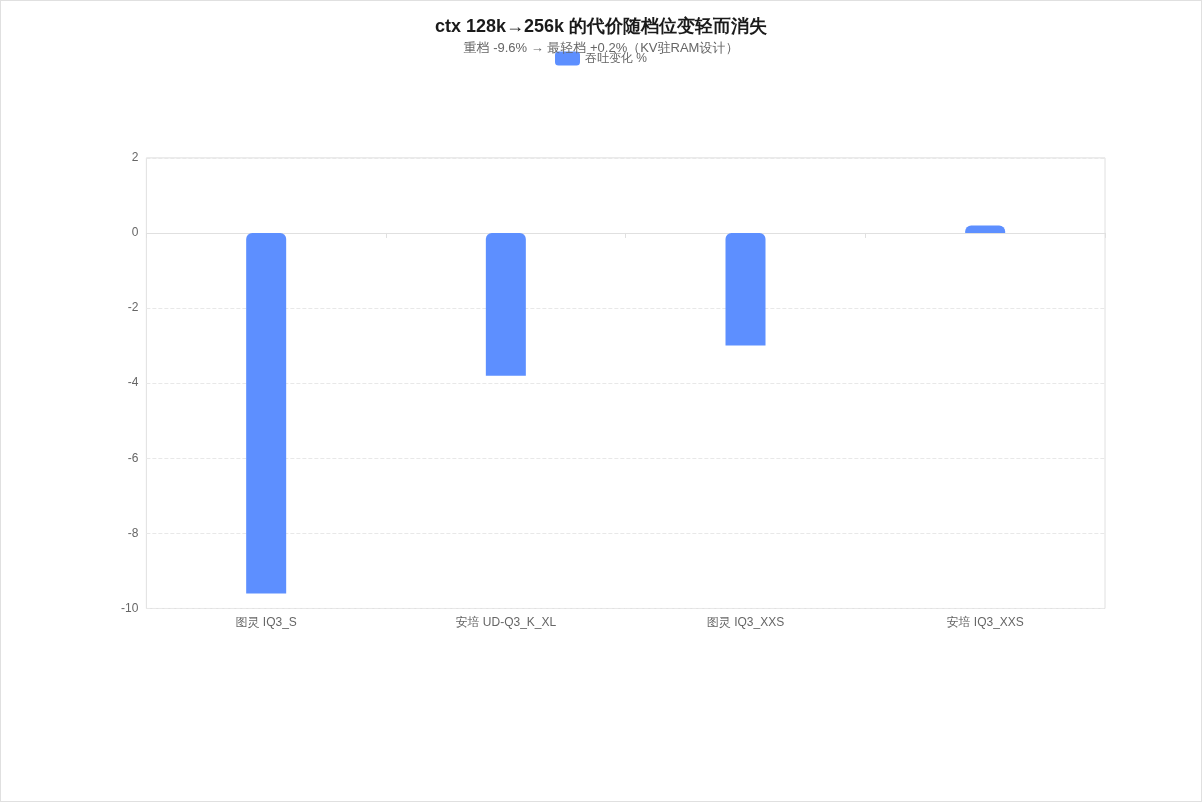 ctx 128k→256k 的代价随档位变轻而消失
重档 -9.6% → 最轻档 +0.2%（KV驻RAM设计）
吞吐变化 %
2
0
-2
-4
-6
-8
-10
图灵 IQ3_S
安培 UD-Q3_K_XL
图灵 IQ3_XXS
安培 IQ3_XXS